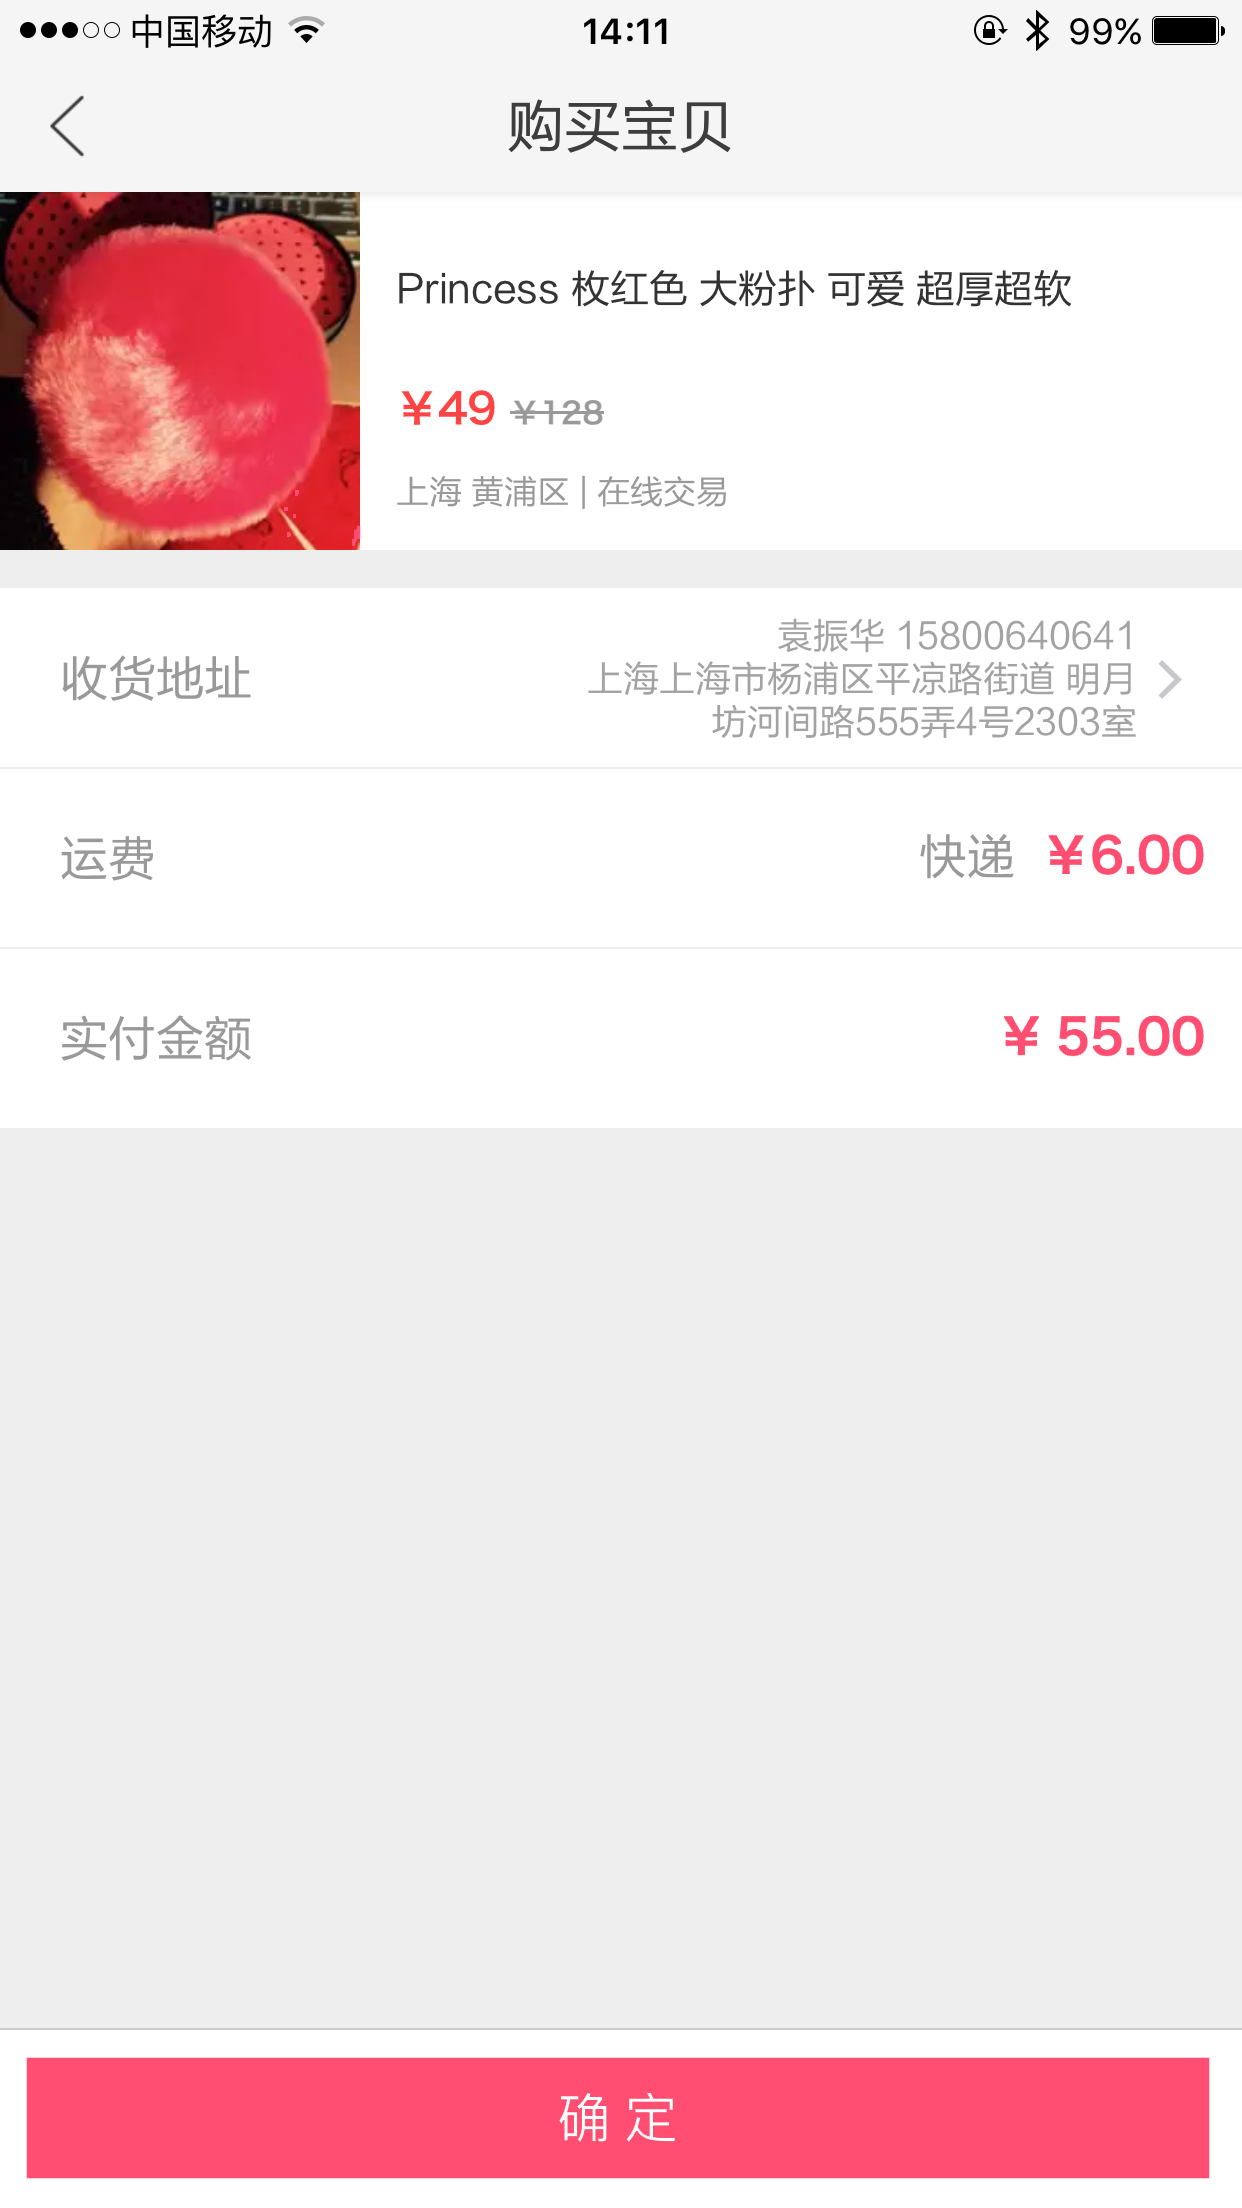 中国移动 14:11 99%
购买宝贝
Princess 枚红色 大粉扑 可爱 超厚超软
¥49 ¥128
上海 黄浦区 | 在线交易
收货地址
袁振华 15800640641
上海上海市杨浦区平凉路街道 明月
坊河间路555弄4号2303室
运费 快递 ¥6.00
实付金额 ¥ 55.00
确 定